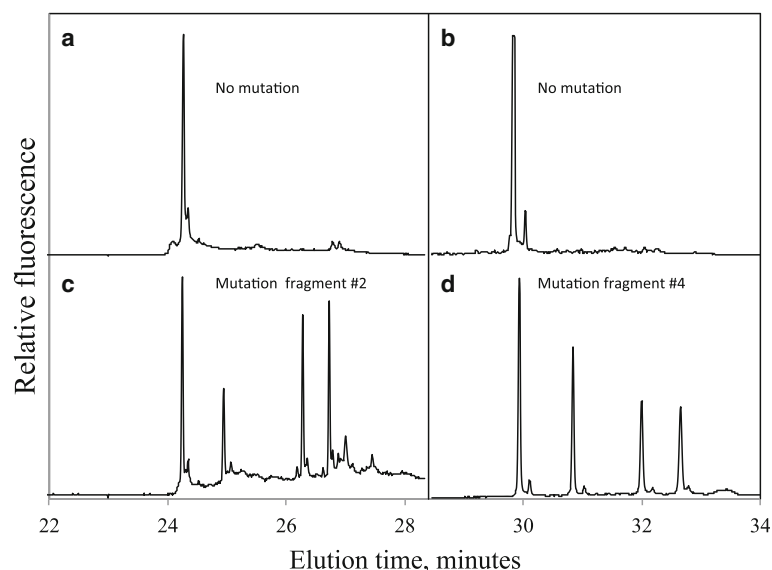 a
No mutation
b
No mutation
Relative fluorescence
c
Mutation fragment #2
d
Mutation fragment #4
22 24 26 28 30 32 34
Elution time, minutes